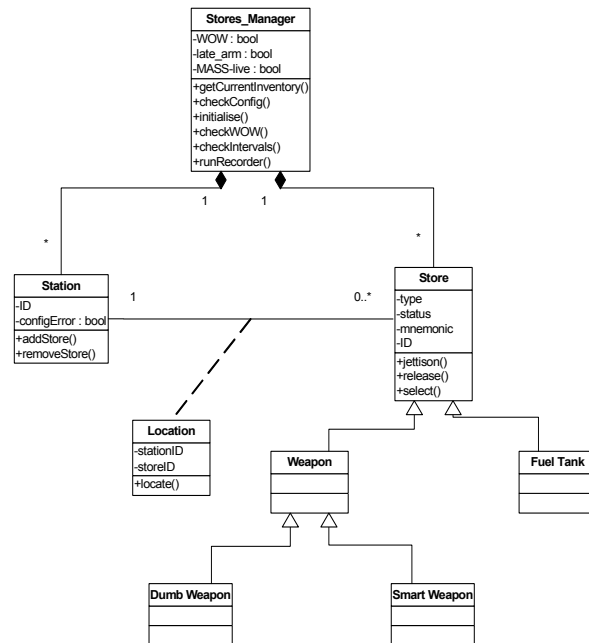 Stores_Manager
-WOW : bool
-late_arm : bool
-MASS-live : bool
+getCurrentInventory()
+checkConfig()
+initialise()
+checkWOW()
+checkIntervals()
+runRecorder()
1
1
*
*
Station
-ID
-configError : bool
+addStore()
+removeStore()
1
0..*
Store
-type
-status
-mnemonic
-ID
+jettison()
+release()
+select()
Location
-stationID
-storeID
+locate()
Weapon
Fuel Tank
Dumb Weapon
Smart Weapon